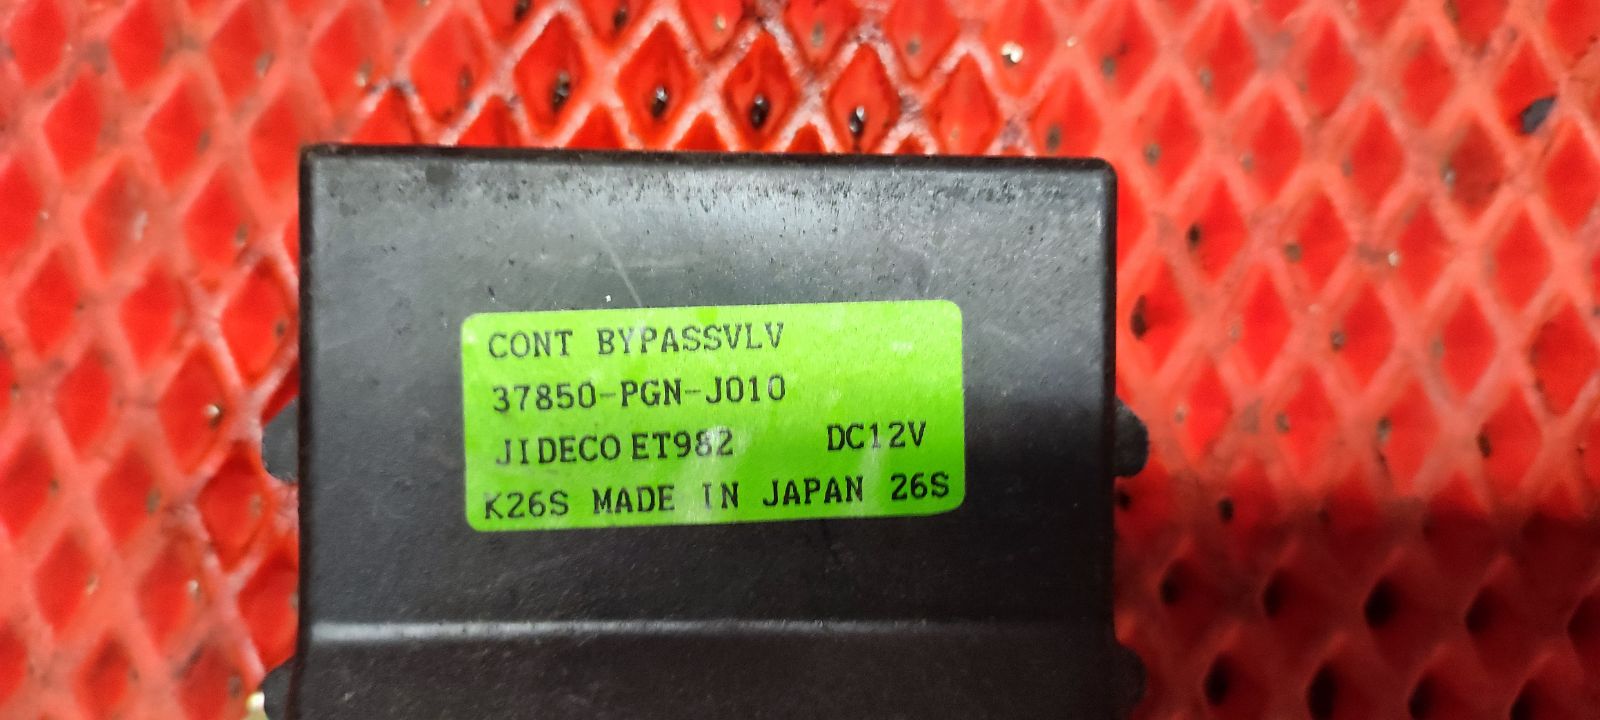 CONT BYPASSVLV
37850-PGN-J010
JIDECO ET982 DC12V
K26S MADE IN JAPAN 26S